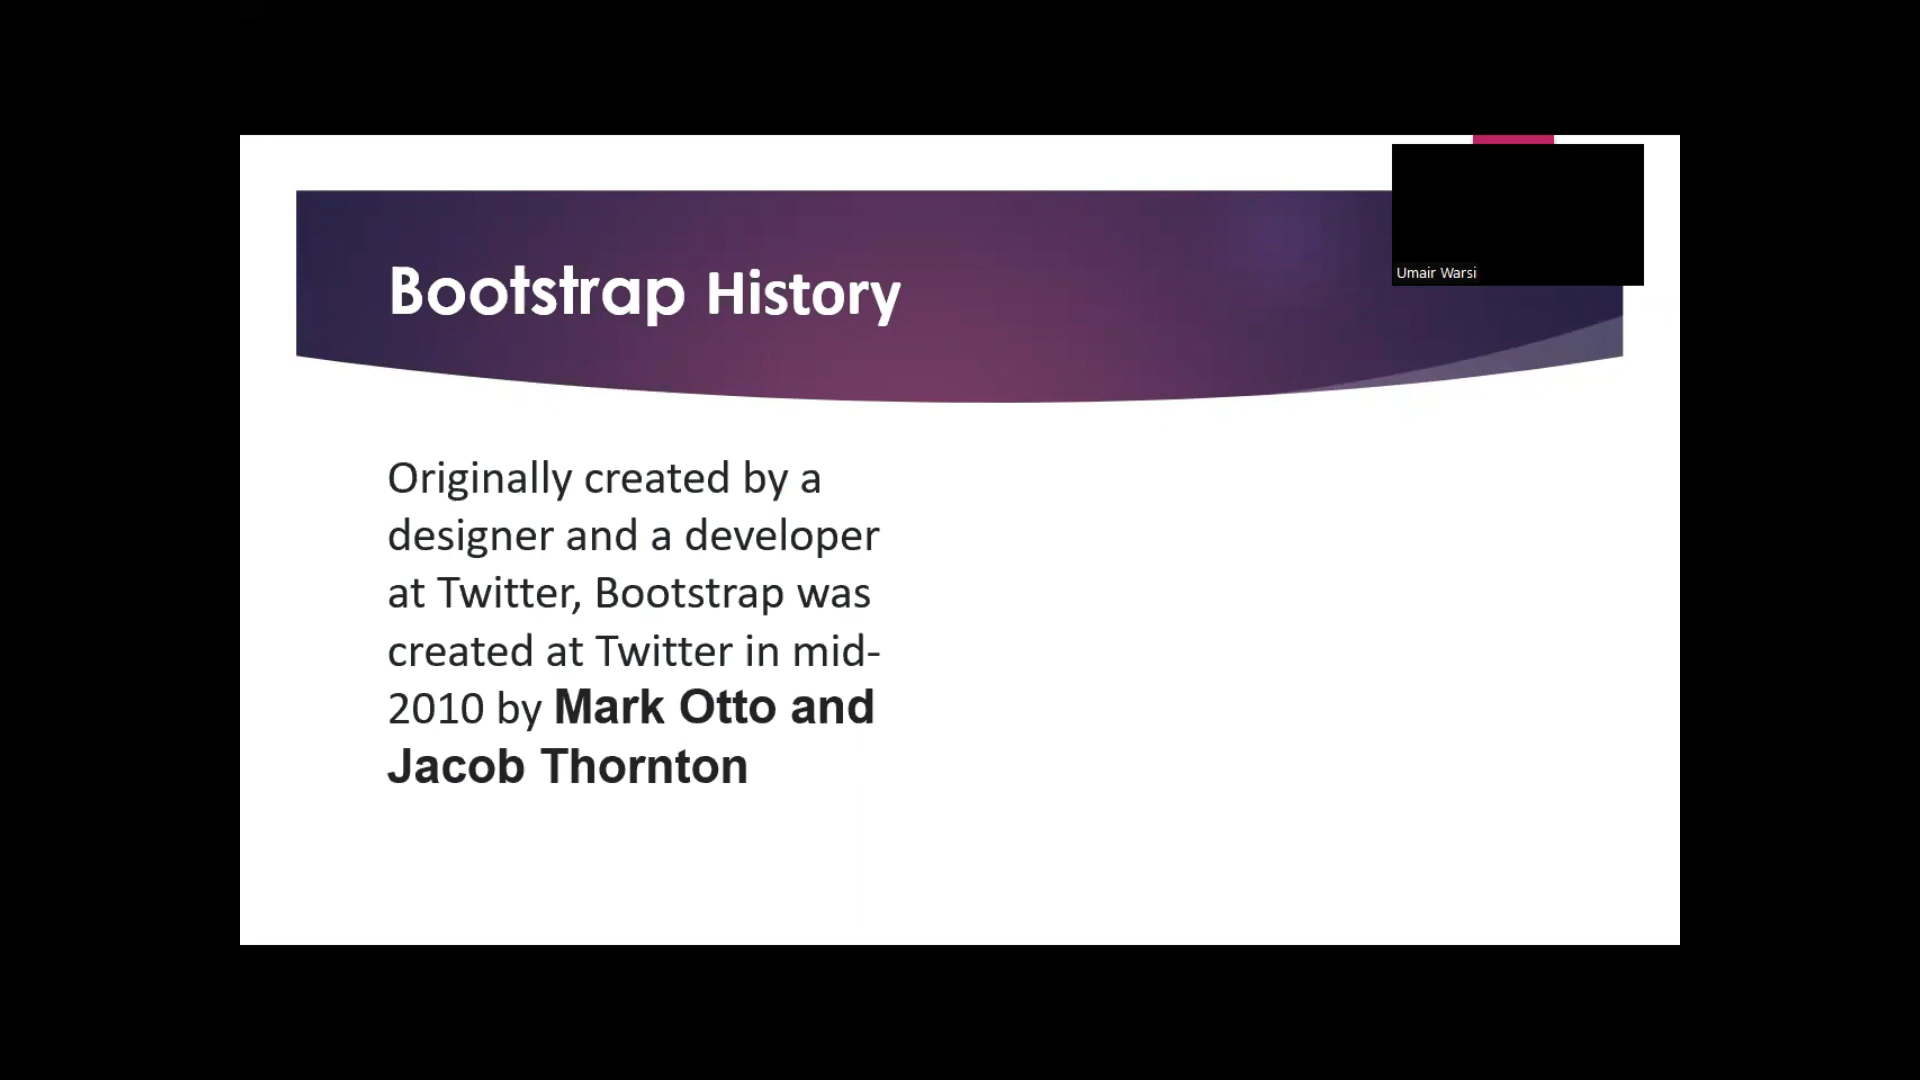 Umair Warsi
Bootstrap History
Originally created by a
designer and a developer
at Twitter, Bootstrap was
created at Twitter in mid-
2010 by Mark Otto and
Jacob Thornton